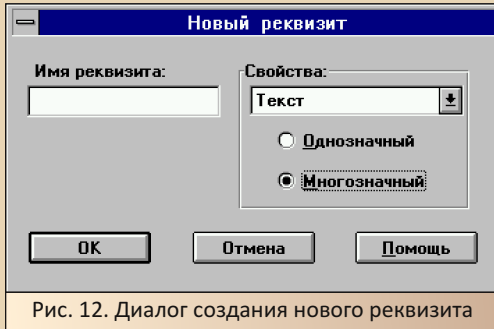 Новый реквизит
Имя реквизита:
Свойства:
Текст
Однозначный
Многозначный
OK
Отмена
Помощь
Рис. 12. Диалог создания нового реквизита